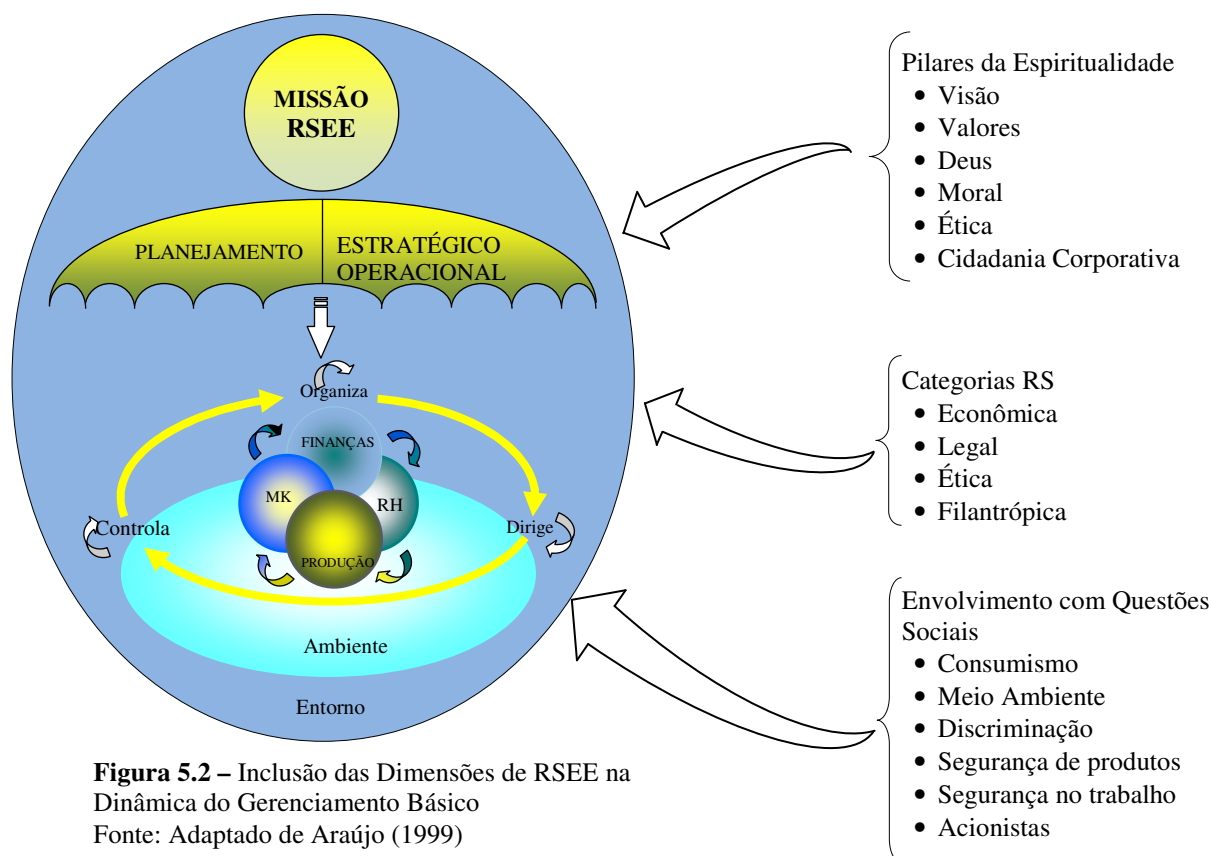 MISSÃO
RSEE
PLANEJAMENTO
ESTRATÉGICO
OPERACIONAL
Organiza
FINANÇAS
MK
RH
Controla
Dirige
PRODUÇÃO
Ambiente
Entorno
Pilares da Espiritualidade
• Visão
• Valores
• Deus
• Moral
• Ética
• Cidadania Corporativa
Categorias RS
• Econômica
• Legal
• Ética
• Filantrópica
Envolvimento com Questões
Sociais
• Consumismo
• Meio Ambiente
• Discriminação
• Segurança de produtos
• Segurança no trabalho
• Acionistas
Figura 5.2 – Inclusão das Dimensões de RSEE na
Dinâmica do Gerenciamento Básico
Fonte: Adaptado de Araújo (1999)